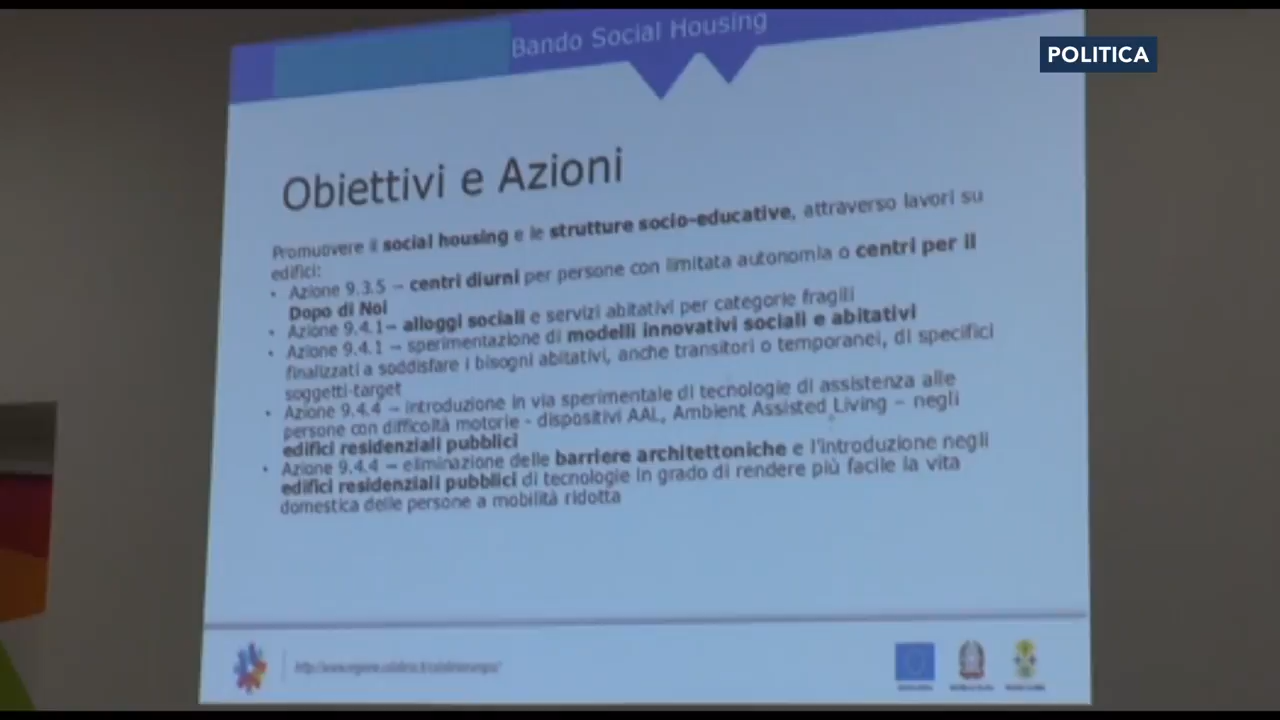 Bando Social Housing
POLITICA
Obiettivi e Azioni
Promuovere il social housing e le strutture socio-educative, attraverso lavori su
edifici:
• Azione 9.3.5 – centri diurni per persone con limitata autonomia o centri per il
Dopo di Noi
• Azione 9.4.1– alloggi sociali e servizi abitativi per categorie fragili
• Azione 9.4.1 – sperimentazione di modelli innovativi sociali e abitativi
finalizzati a soddisfare i bisogni abitativi, anche transitori o temporanei, di specifici
soggetti-target
• Azione 9.4.4 – introduzione in via sperimentale di tecnologie di assistenza alle
persone con difficoltà motorie - dispositivi AAL, Ambient Assisted Living – negli
edifici residenziali pubblici
• Azione 9.4.4 – eliminazione delle barriere architettoniche e l'introduzione negli
edifici residenziali pubblici di tecnologie in grado di rendere più facile la vita
domestica delle persone a mobilità ridotta